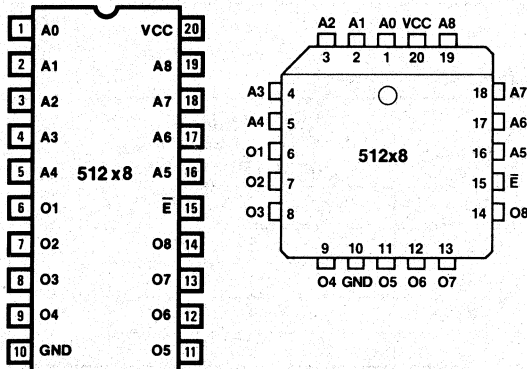 1 A0 VCC 20
2 A1 A8 19
3 A2 A7 18
4 A3 A6 17
5 A4 512x8 A5 16
6 O1 E̅ 15
7 O2 O8 14
8 O3 O7 13
9 O4 O6 12
10 GND O5 11
A2 A1 A0 VCC A8
3 2 1 20 19
A3 4 18 A7
A4 5 17 A6
O1 6 512x8 16 A5
O2 7 15 E̅
O3 8 14 O8
9 10 11 12 13
O4 GND O5 O6 O7